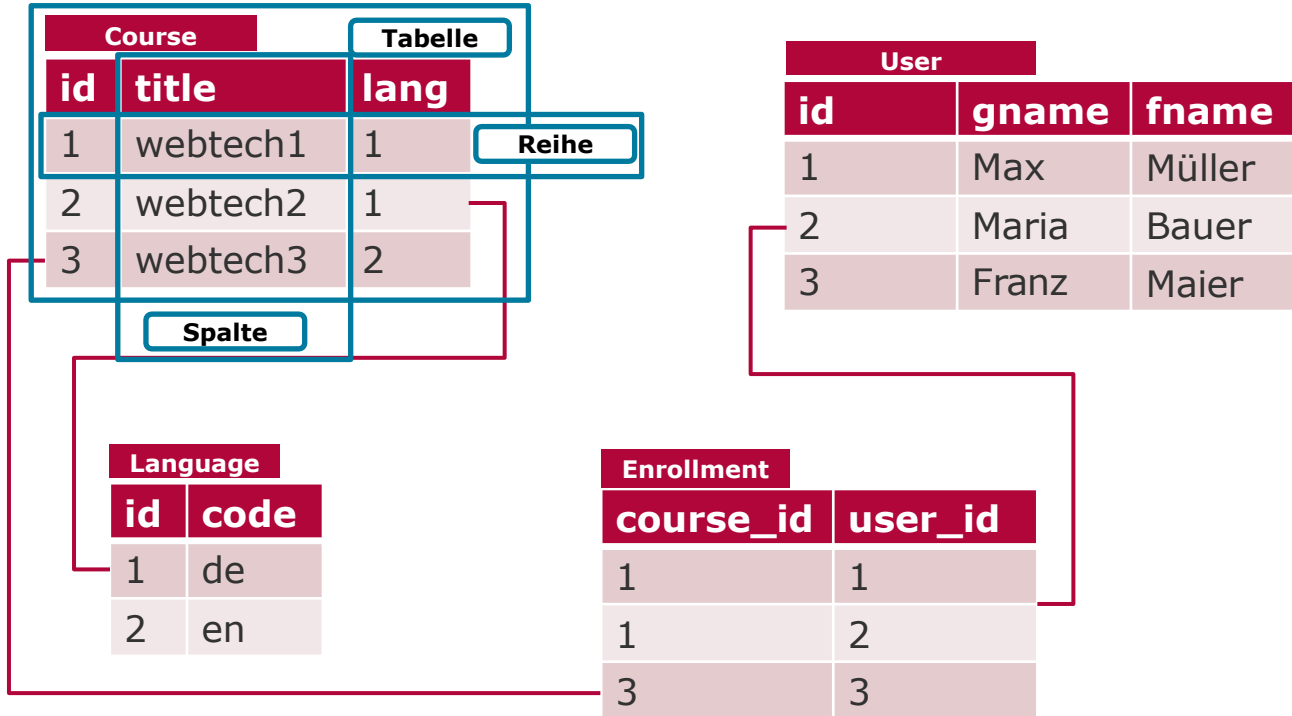 Course
Tabelle
id title lang
1 webtech1 1
Reihe
2 webtech2 1
3 webtech3 2
Spalte
User
id gname fname
1 Max Müller
2 Maria Bauer
3 Franz Maier
Language
id code
1 de
2 en
Enrollment
course_id user_id
1 1
1 2
3 3